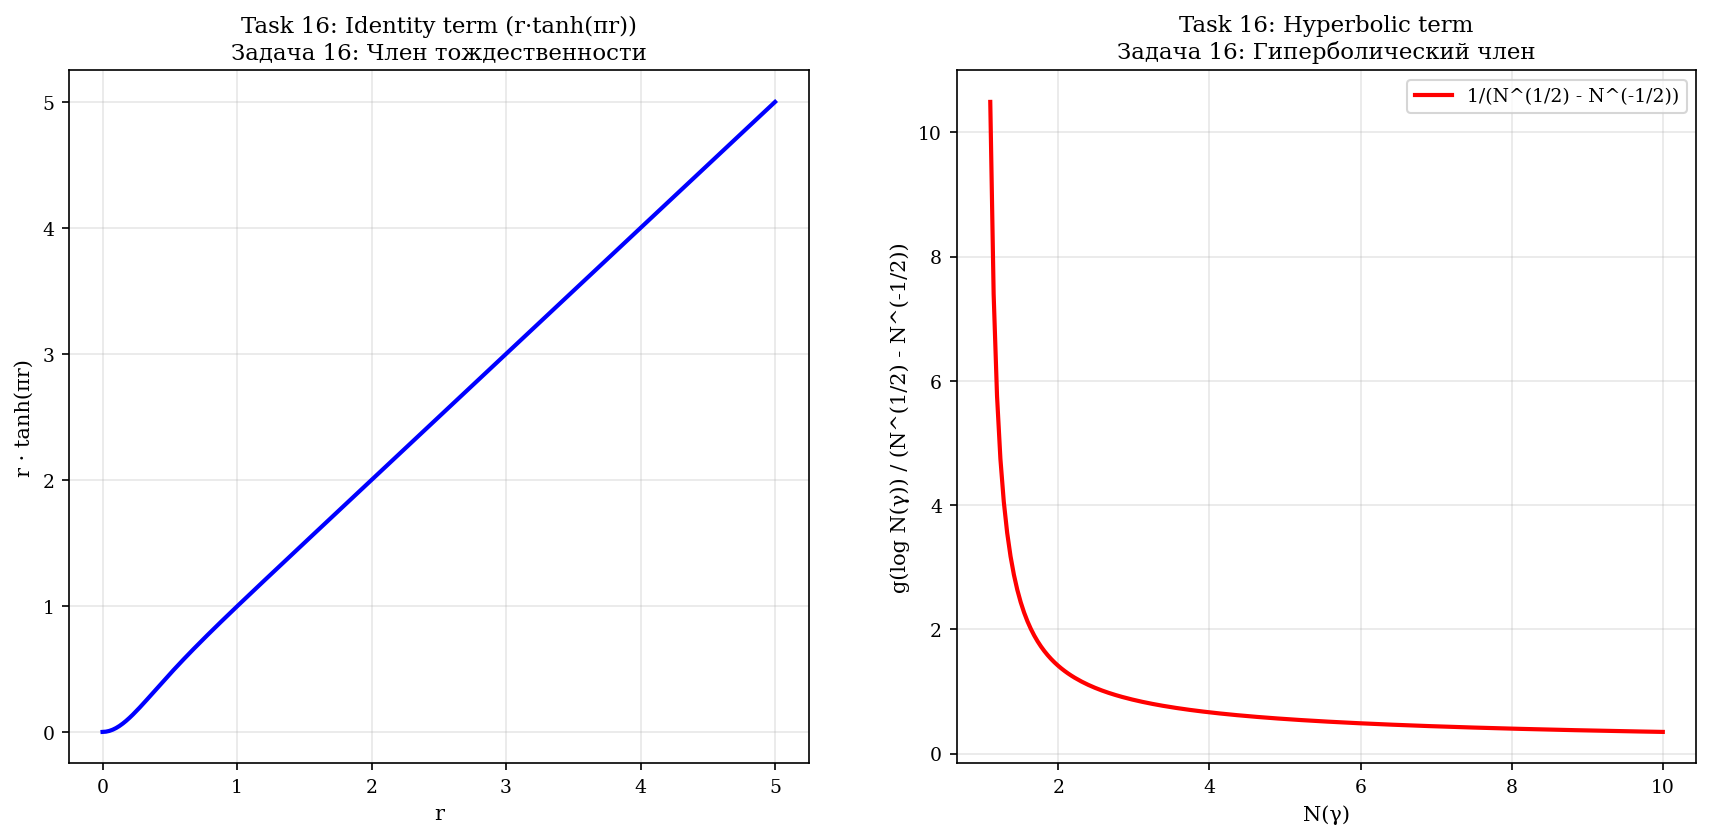 Task 16: Identity term (r·tanh(πr))
Задача 16: Член тождественности
5
4
3
2
1
0
r · tanh(πr)
0 1 2 3 4 5
r
Task 16: Hyperbolic term
Задача 16: Гиперболический член
1/(N^(1/2) - N^(-1/2))
10
8
6
4
2
0
g(log N(γ)) / (N^(1/2) - N^(-1/2))
2 4 6 8 10
N(γ)